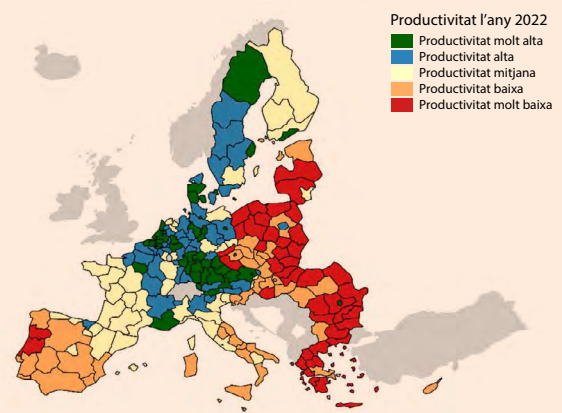 Productivitat l'any 2022
Productivitat molt alta
Productivitat alta
Productivitat mitjana
Productivitat baixa
Productivitat molt baixa